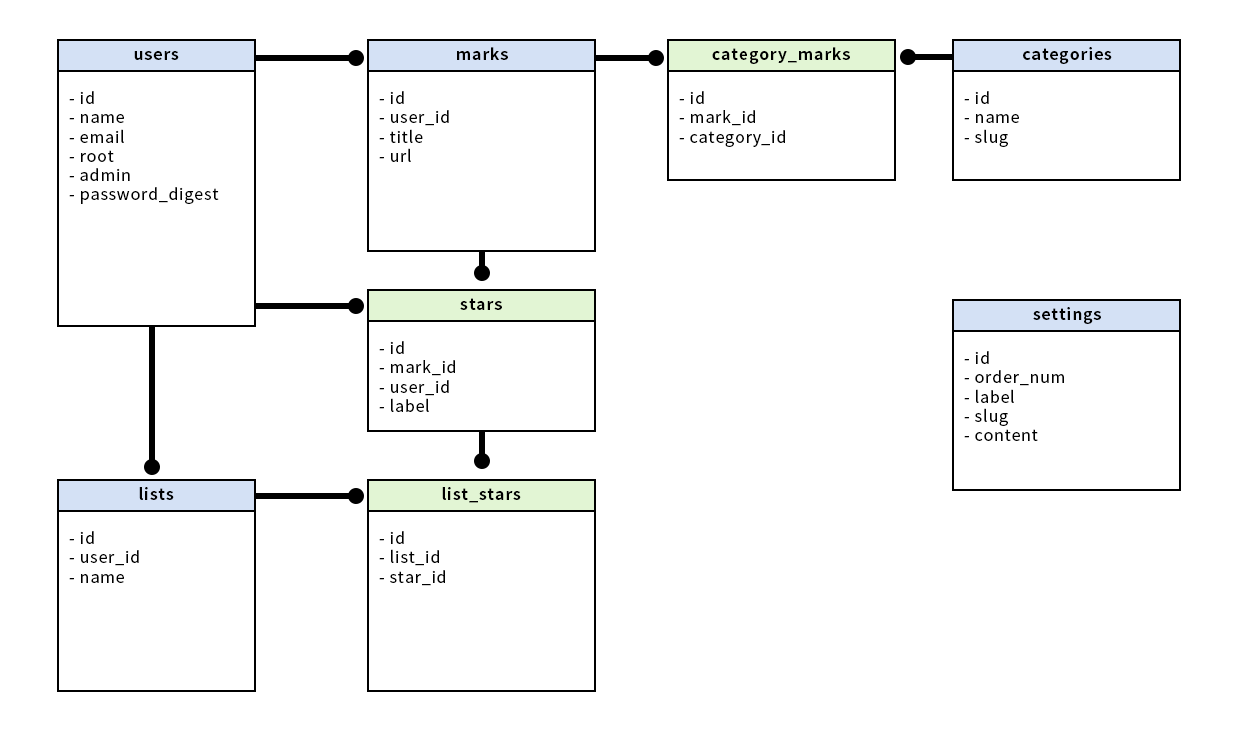 users
- id
- name
- email
- root
- admin
- password_digest
marks
- id
- user_id
- title
- url
category_marks
- id
- mark_id
- category_id
categories
- id
- name
- slug
stars
- id
- mark_id
- user_id
- label
settings
- id
- order_num
- label
- slug
- content
lists
- id
- user_id
- name
list_stars
- id
- list_id
- star_id